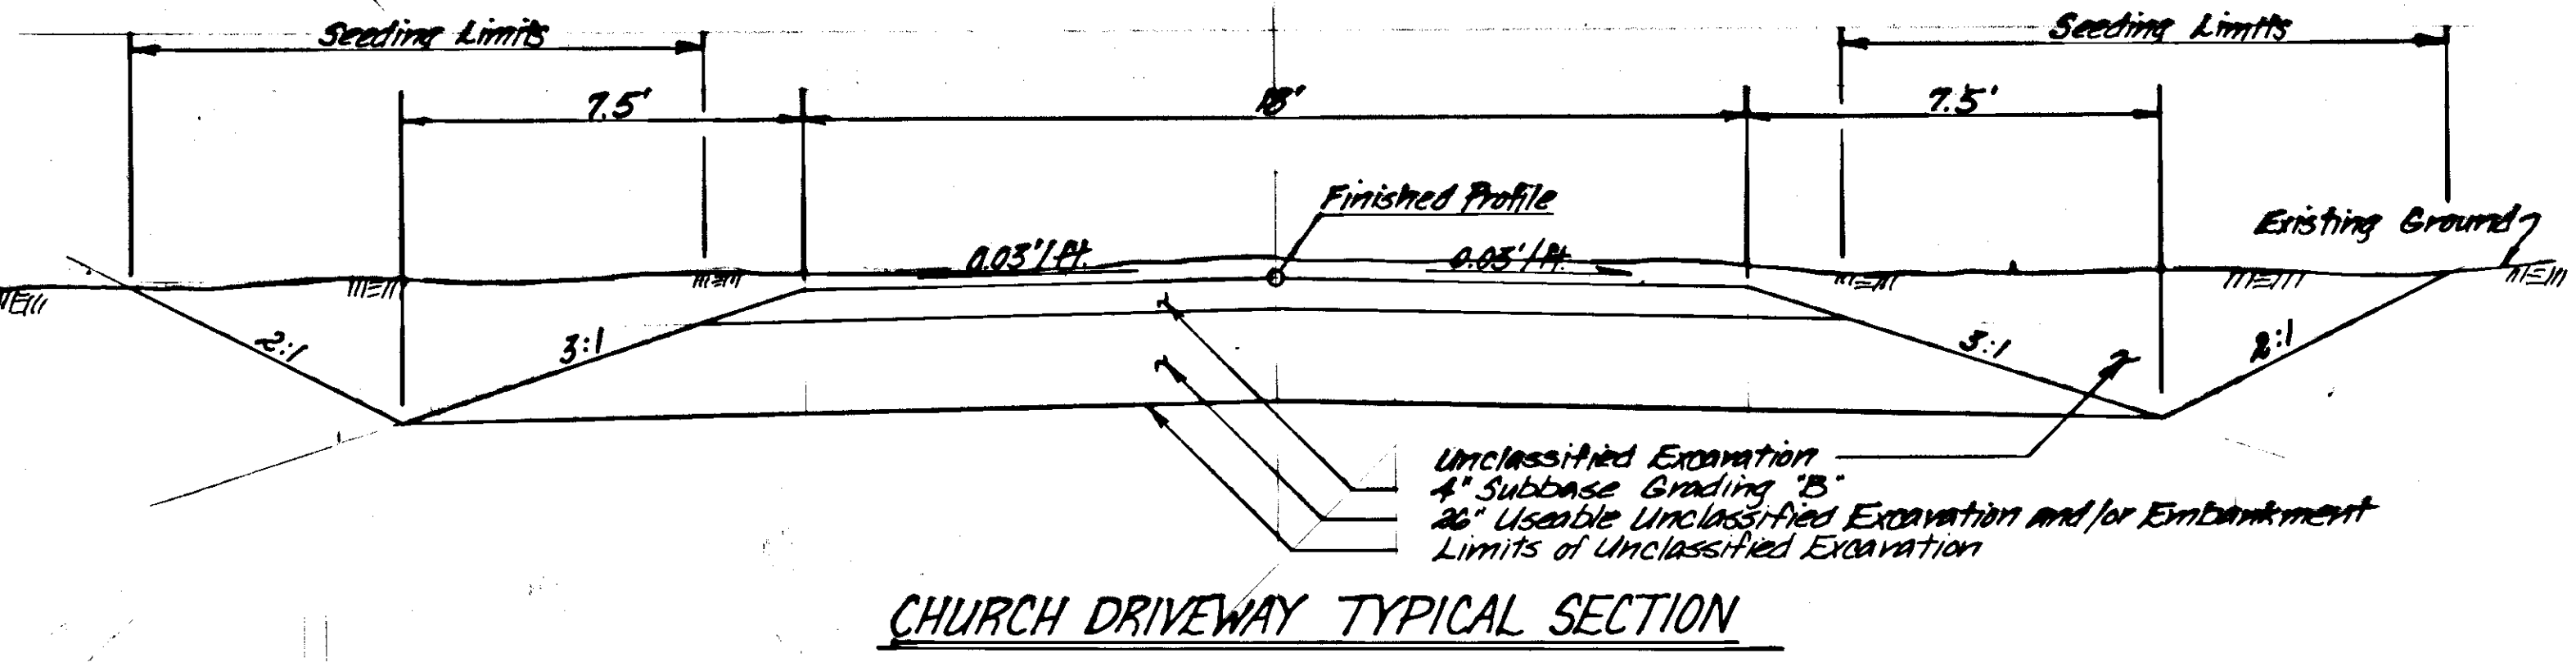 Seeding Limits
Seeding Limits
7.5'
18'
7.5'
Finished Profile
Existing Ground
0.03'/ft.
0.03'/ft.
2:1
3:1
3:1
2:1
Unclassified Excavation
4" Subbase Grading "B"
26" Useable Unclassified Excavation and/or Embankment
Limits of Unclassified Excavation
CHURCH DRIVEWAY TYPICAL SECTION